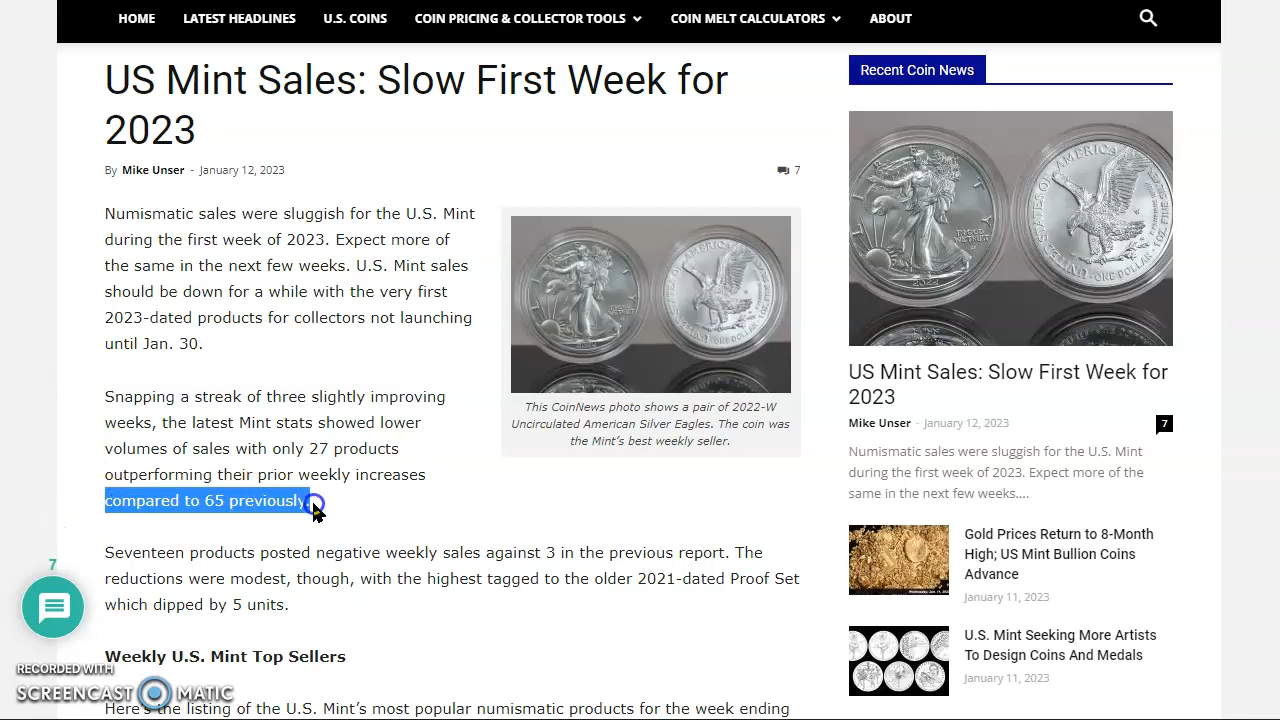 HOME LATEST HEADLINES U.S. COINS COIN PRICING & COLLECTOR TOOLS COIN MELT CALCULATORS ABOUT
US Mint Sales: Slow First Week for
2023
By Mike Unser - January 12, 2023 7
Numismatic sales were sluggish for the U.S. Mint
during the first week of 2023. Expect more of
the same in the next few weeks. U.S. Mint sales
should be down for a while with the very first
2023-dated products for collectors not launching
until Jan. 30.
This CoinNews photo shows a pair of 2022-W
Uncirculated American Silver Eagles. The coin was
the Mint's best weekly seller.
Snapping a streak of three slightly improving
weeks, the latest Mint stats showed lower
volumes of sales with only 27 products
outperforming their prior weekly increases
compared to 65 previously
Seventeen products posted negative weekly sales against 3 in the previous report. The
reductions were modest, though, with the highest tagged to the older 2021-dated Proof Set
which dipped by 5 units.
Weekly U.S. Mint Top Sellers
Here's the listing of the U.S. Mint's most popular numismatic products for the week ending
7
RECORDED WITH
SCREENCAST MATIC
Recent Coin News
US Mint Sales: Slow First Week for
2023
Mike Unser - January 12, 2023 7
Numismatic sales were sluggish for the U.S. Mint
during the first week of 2023. Expect more of the
same in the next few weeks....
Gold Prices Return to 8-Month
High; US Mint Bullion Coins
Advance
January 11, 2023
U.S. Mint Seeking More Artists
To Design Coins And Medals
January 11, 2023